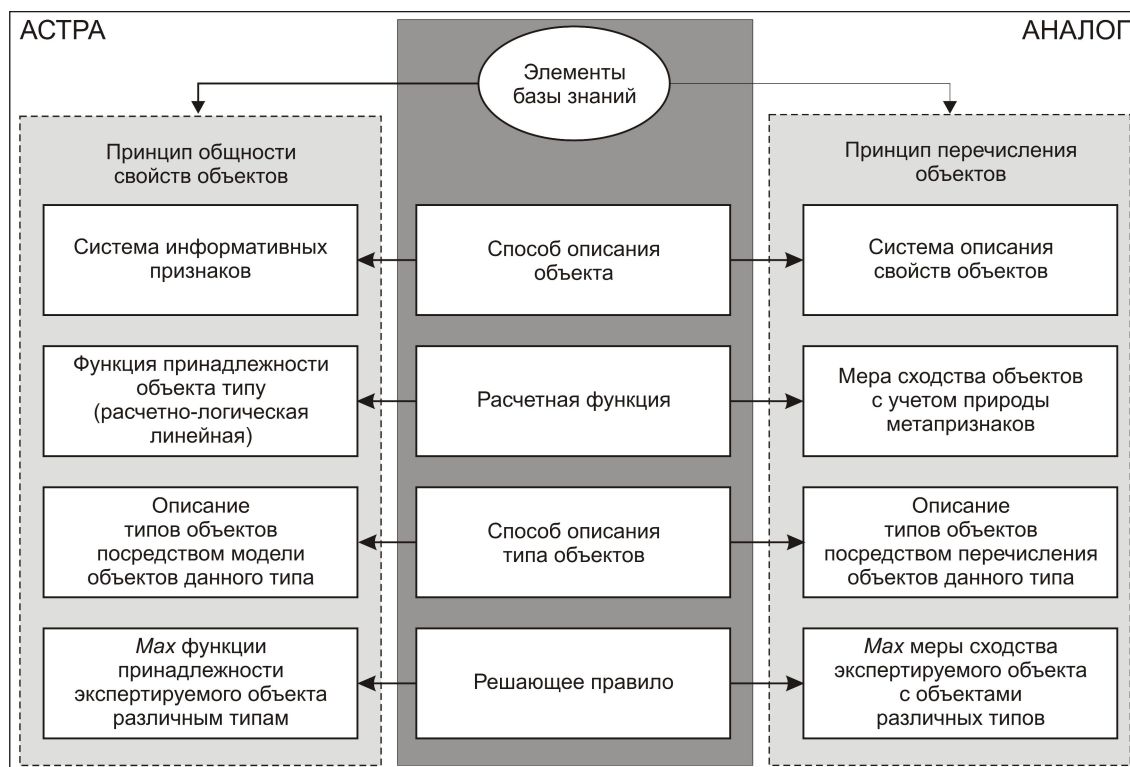 АСТРА
АНАЛОГ
Элементы
базы знаний
Принцип общности
свойств объектов
Принцип перечисления
объектов
Система информативных
признаков
Способ описания
объекта
Система описания
свойств объектов
Функция принадлежности
объекта типу
(расчетно-логическая
линейная)
Расчетная функция
Мера сходства объектов
с учетом природы
метапризнаков
Описание
типов объектов
посредством модели
объектов данного типа
Способ описания
типа объектов
Описание
типов объектов
посредством перечисления
объектов данного типа
Max функции
принадлежности
экспертируемого объекта
различным типам
Решающее правило
Max меры сходства
экспертируемого объекта
с объектами
различных типов